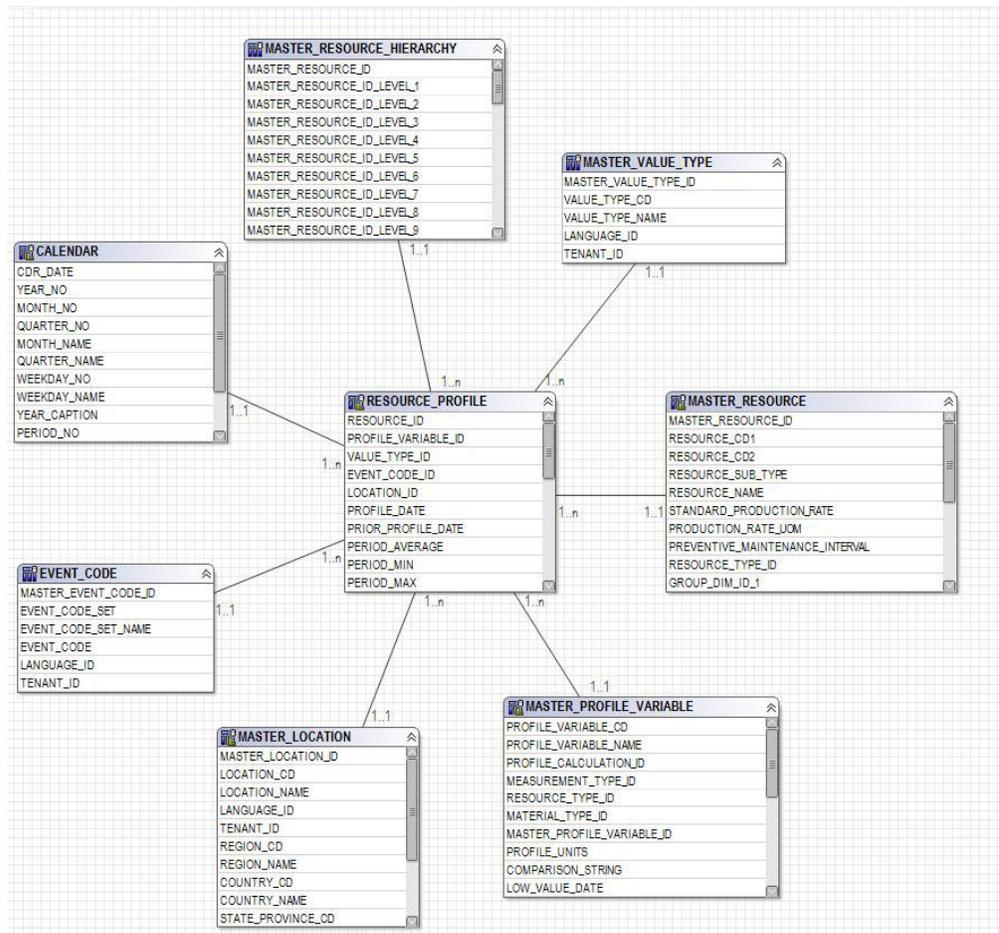 MASTER_RESOURCE_HIERARCHY
MASTER_RESOURCE_ID
MASTER_RESOURCE_ID_LEVEL_1
MASTER_RESOURCE_ID_LEVEL_2
MASTER_RESOURCE_ID_LEVEL_3
MASTER_RESOURCE_ID_LEVEL_4
MASTER_RESOURCE_ID_LEVEL_5
MASTER_RESOURCE_ID_LEVEL_6
MASTER_RESOURCE_ID_LEVEL_7
MASTER_RESOURCE_ID_LEVEL_8
MASTER_RESOURCE_ID_LEVEL_9
1..1
MASTER_VALUE_TYPE
MASTER_VALUE_TYPE_ID
VALUE_TYPE_CD
VALUE_TYPE_NAME
LANGUAGE_ID
TENANT_ID
1..1
CALENDAR
CDR_DATE
YEAR_NO
MONTH_NO
QUARTER_NO
MONTH_NAME
QUARTER_NAME
WEEKDAY_NO
WEEKDAY_NAME
YEAR_CAPTION
PERIOD_NO
1..1
1..n
1..n
1..n
RESOURCE_PROFILE
RESOURCE_ID
PROFILE_VARIABLE_ID
VALUE_TYPE_ID
EVENT_CODE_ID
LOCATION_ID
PROFILE_DATE
PRIOR_PROFILE_DATE
PERIOD_AVERAGE
PERIOD_MIN
PERIOD_MAX
1..n
1..1
MASTER_RESOURCE
MASTER_RESOURCE_ID
RESOURCE_CD1
RESOURCE_CD2
RESOURCE_SUB_TYPE
RESOURCE_NAME
STANDARD_PRODUCTION_RATE
PRODUCTION_RATE_UOM
PREVENTIVE_MAINTENANCE_INTERVAL
RESOURCE_TYPE_ID
GROUP_DIM_ID_1
1..n
EVENT_CODE
MASTER_EVENT_CODE_ID
EVENT_CODE_SET
EVENT_CODE_SET_NAME
EVENT_CODE
LANGUAGE_ID
TENANT_ID
1..1
1..n
1..n
1..1
MASTER_LOCATION
MASTER_LOCATION_ID
LOCATION_CD
LOCATION_NAME
LANGUAGE_ID
TENANT_ID
REGION_CD
REGION_NAME
COUNTRY_CD
COUNTRY_NAME
STATE_PROVINCE_CD
1..1
MASTER_PROFILE_VARIABLE
PROFILE_VARIABLE_CD
PROFILE_VARIABLE_NAME
PROFILE_CALCULATION_ID
MEASUREMENT_TYPE_ID
RESOURCE_TYPE_ID
MATERIAL_TYPE_ID
MASTER_PROFILE_VARIABLE_ID
PROFILE_UNITS
COMPARISON_STRING
LOW_VALUE_DATE